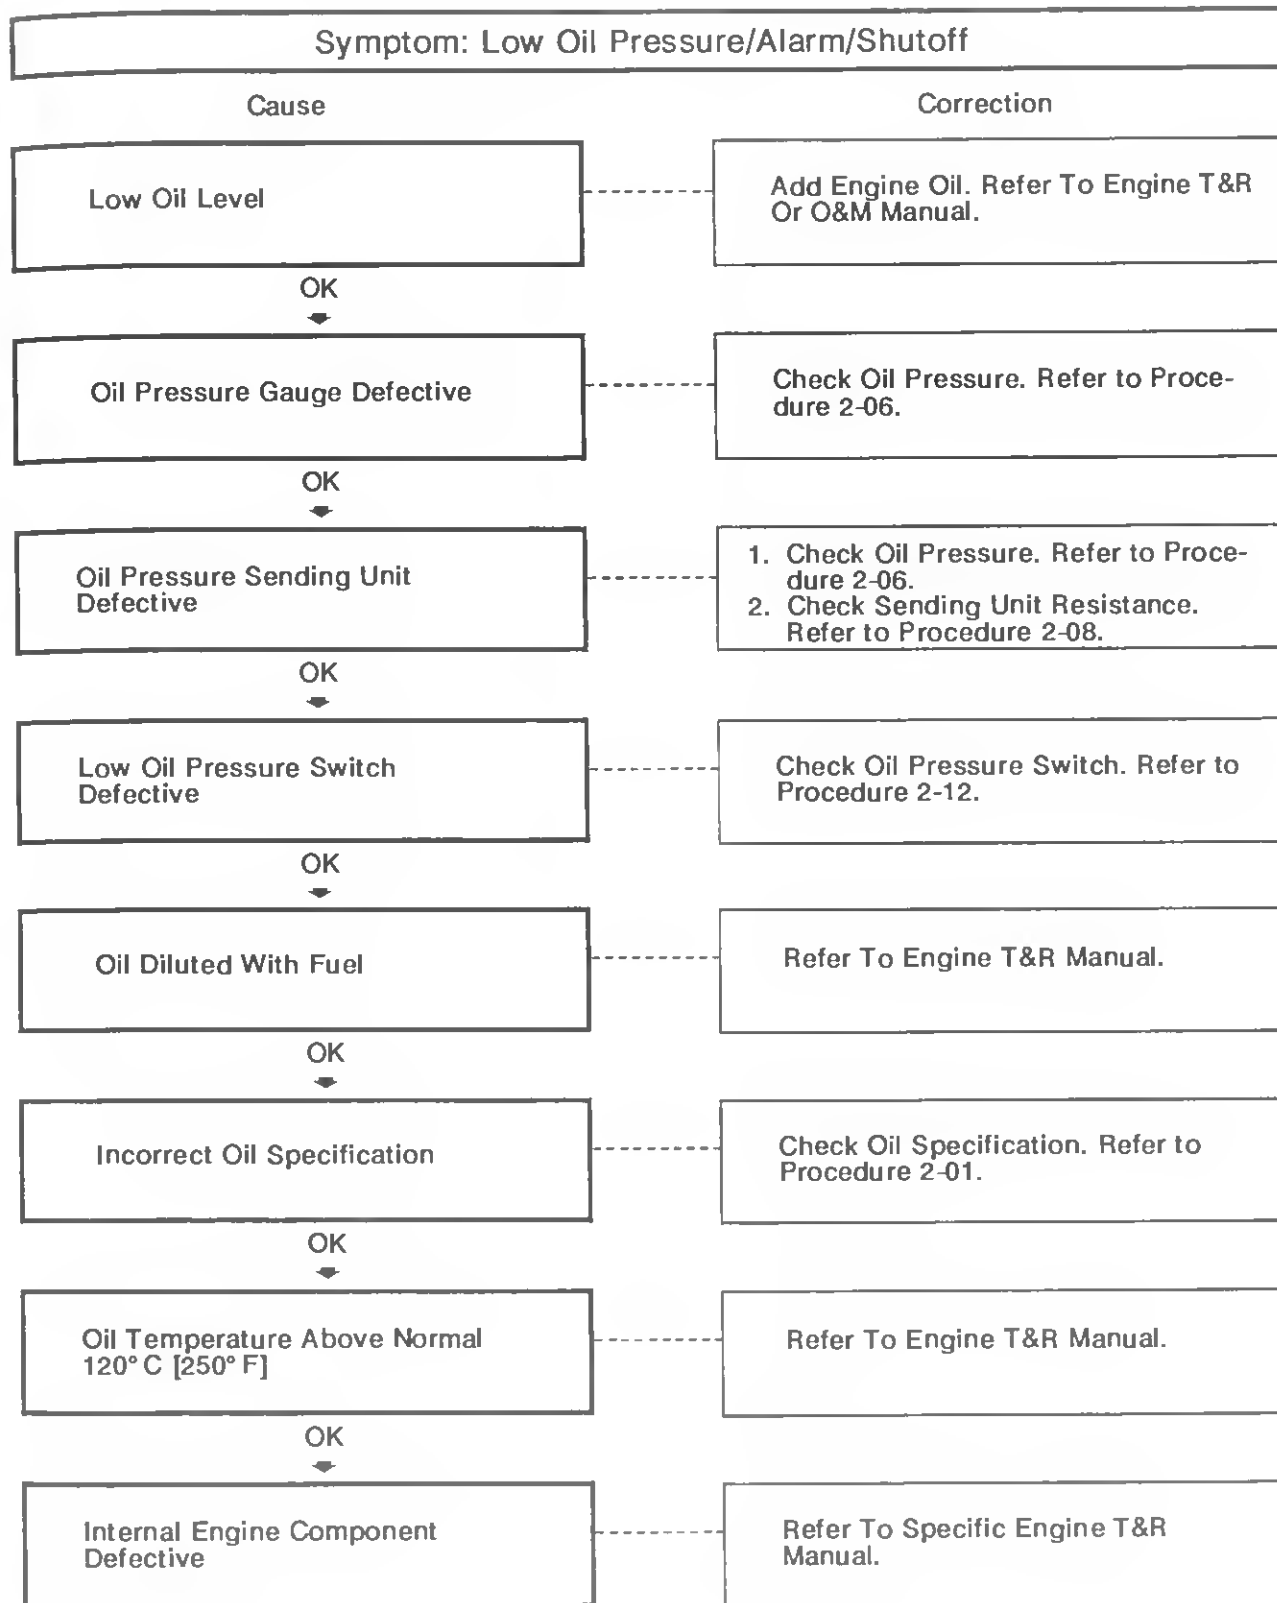 Symptom: Low Oil Pressure/Alarm/Shutoff
Cause
Correction
Low Oil Level
Add Engine Oil. Refer To Engine T&R
Or O&M Manual.
OK
Oil Pressure Gauge Defective
Check Oil Pressure. Refer to Proce-
dure 2-06.
OK
Oil Pressure Sending Unit
Defective
1. Check Oil Pressure. Refer to Proce-
dure 2-06.
2. Check Sending Unit Resistance.
Refer to Procedure 2-08.
OK
Low Oil Pressure Switch
Defective
Check Oil Pressure Switch. Refer to
Procedure 2-12.
OK
Oil Diluted With Fuel
Refer To Engine T&R Manual.
OK
Incorrect Oil Specification
Check Oil Specification. Refer to
Procedure 2-01.
OK
Oil Temperature Above Normal
120° C [250° F]
Refer To Engine T&R Manual.
OK
Internal Engine Component
Defective
Refer To Specific Engine T&R
Manual.